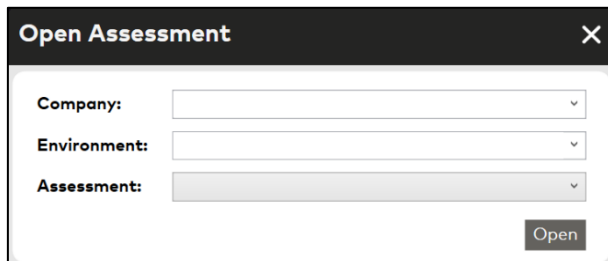 Open Assessment
Company:
Environment:
Assessment:
Open